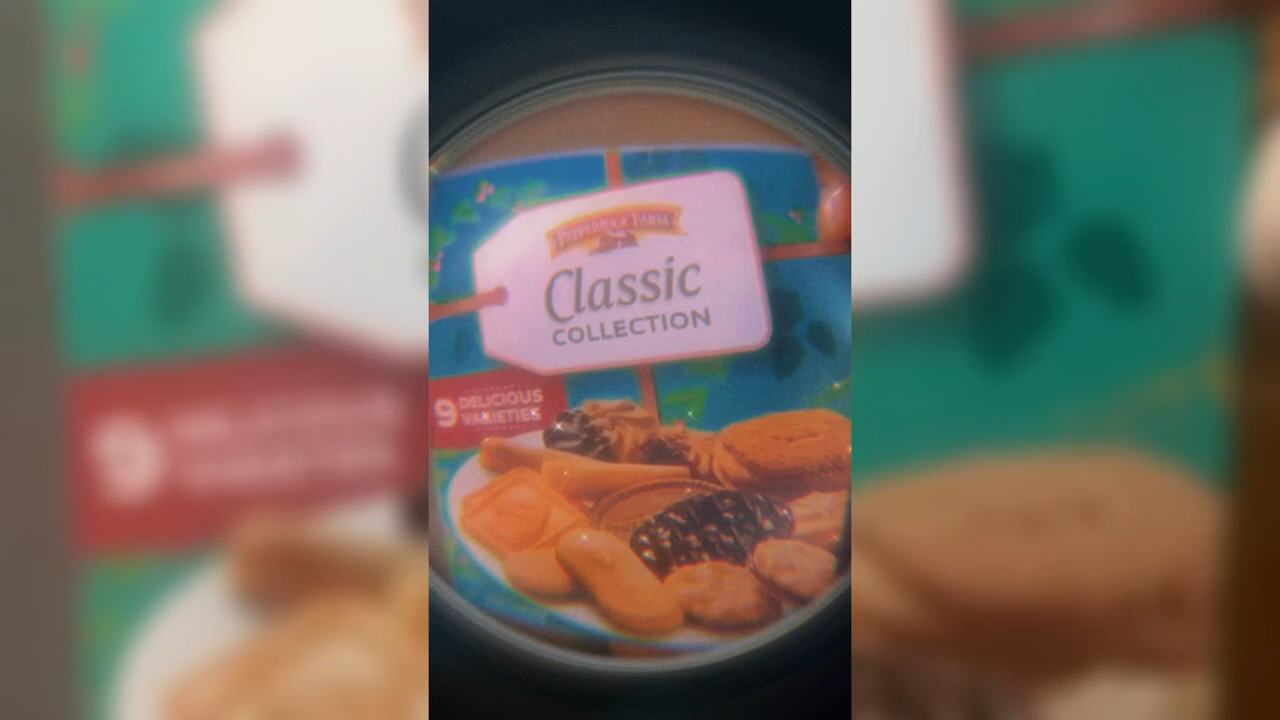 PEPPERIDGE FARM
Classic
COLLECTION
9 DELICIOUS
VARIETIES